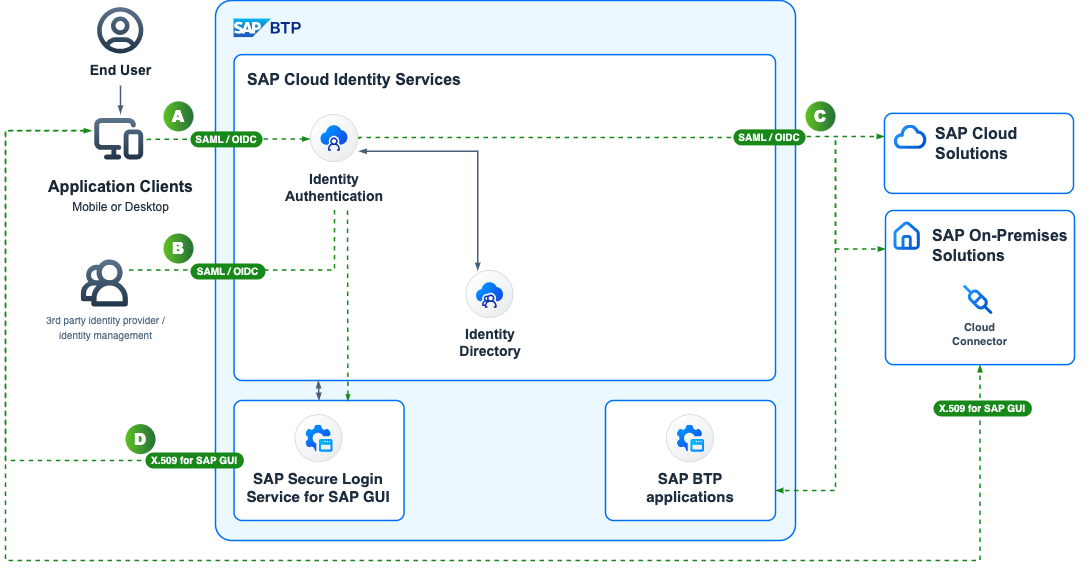 SAP BTP
End User
SAP Cloud Identity Services
A
SAML / OIDC
SAML / OIDC
C
SAP Cloud
Solutions
Application Clients
Mobile or Desktop
Identity
Authentication
B
SAML / OIDC
SAP On-Premises
Solutions
Cloud
Connector
3rd party identity provider /
identity management
Identity
Directory
X.509 for SAP GUI
D
X.509 for SAP GUI
SAP Secure Login
Service for SAP GUI
SAP BTP
applications